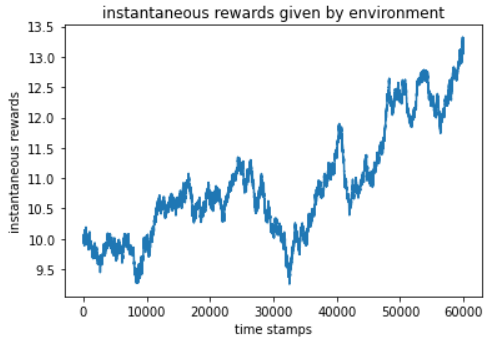 instantaneous rewards given by environment
13.5
13.0
12.5
12.0
11.5
11.0
10.5
10.0
9.5
instantaneous rewards
0 10000 20000 30000 40000 50000 60000
time stamps